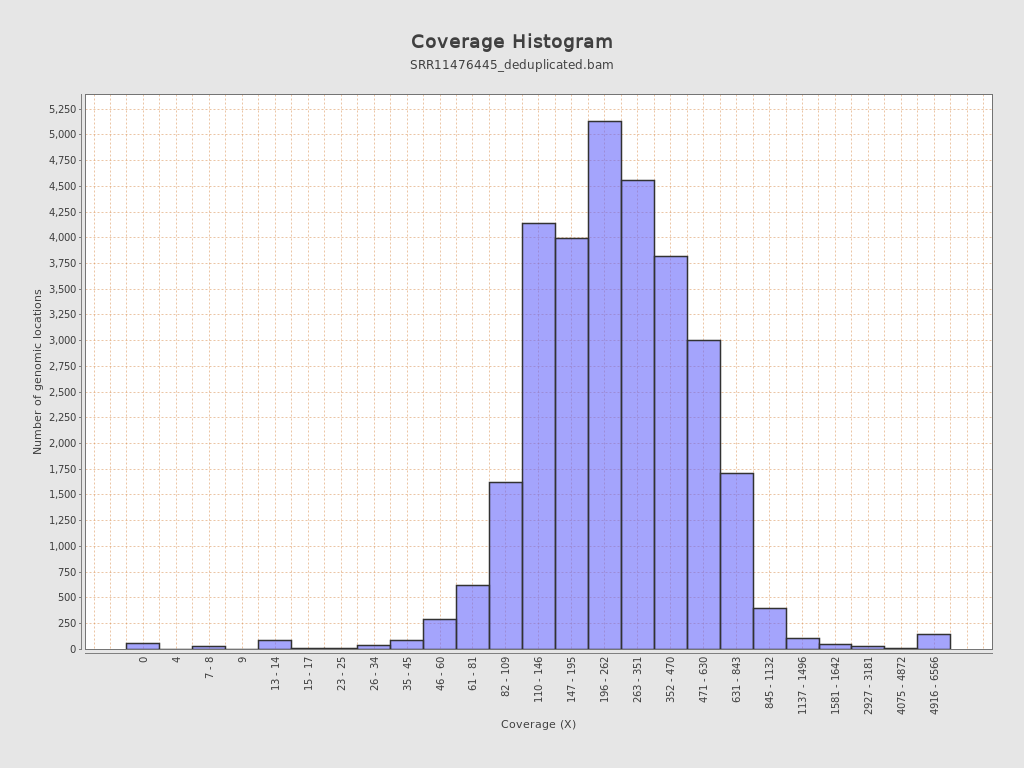 Coverage Histogram
SRR11476445_deduplicated.bam
Number of genomic locations
5,250
5,000
4,750
4,500
4,250
4,000
3,750
3,500
3,250
3,000
2,750
2,500
2,250
2,000
1,750
1,500
1,250
1,000
750
500
250
0
0
4
7 - 8
9
13 - 14
15 - 17
23 - 25
26 - 34
35 - 45
46 - 60
61 - 81
82 - 109
110 - 146
147 - 195
196 - 262
263 - 351
352 - 470
471 - 630
631 - 843
845 - 1132
1137 - 1496
1581 - 1642
2927 - 3181
4075 - 4872
4916 - 6566
Coverage (X)